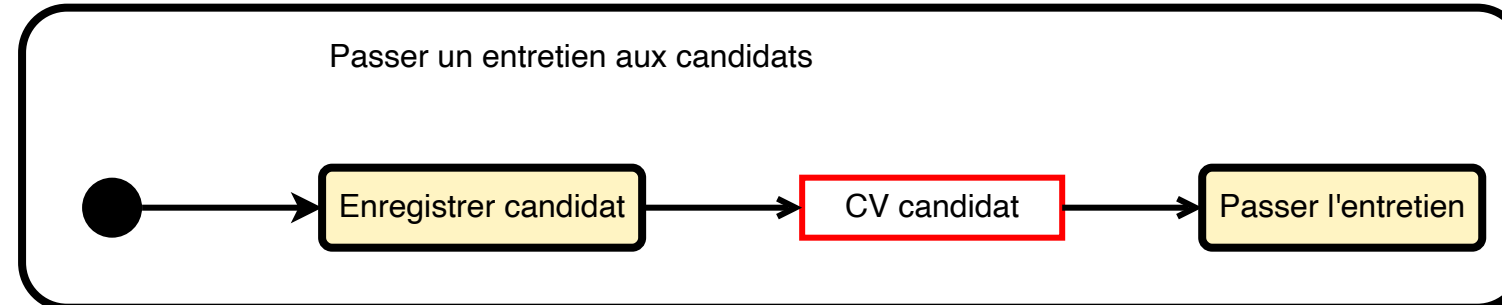 Passer un entretien aux candidats
Enregistrer candidat
CV candidat
Passer l'entretien